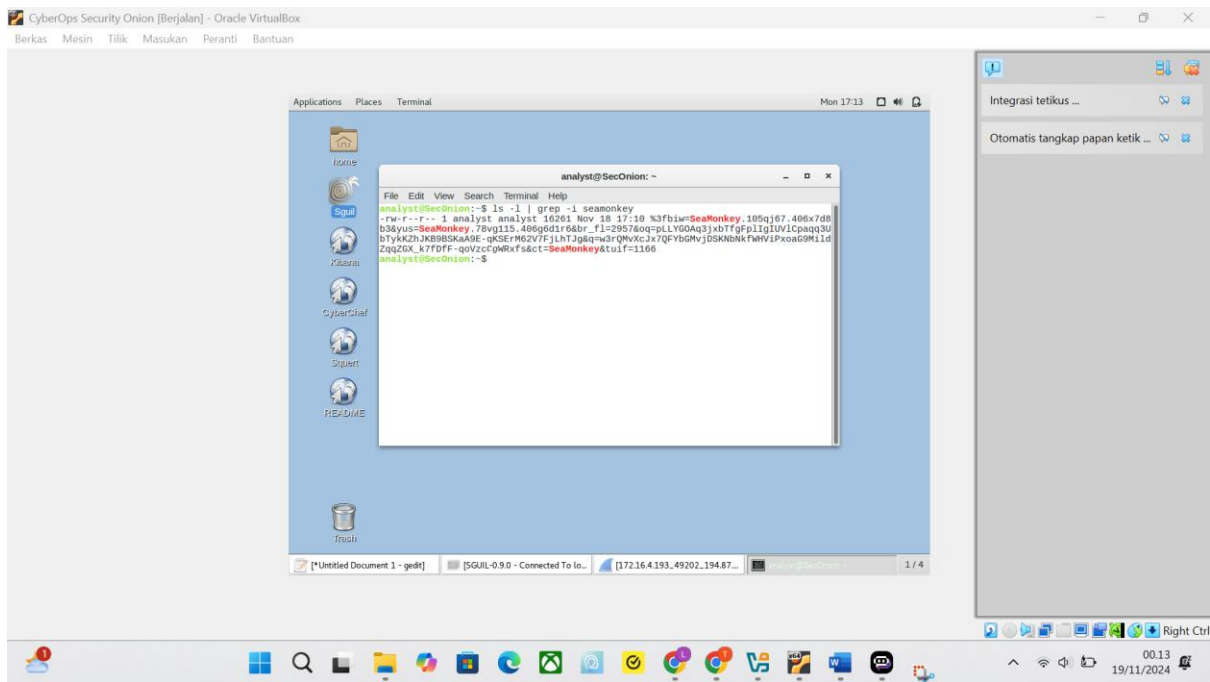 CyberOps Security Onion [Berjalan] - Oracle VirtualBox
Berkas Mesin Tilik Masukan Peranti Bantuan
Applications Places Terminal Mon 17:13
home
Sguil
Kibana
CyberChef
Squert
README
Trash
analyst@SecOnion: ~
File Edit View Search Terminal Help
analyst@SecOnion:~$ ls -l | grep -i seamonkey
-rw-r--r-- 1 analyst analyst 16261 Nov 18 17:10 %3fbiw=SeaMonkey.105qj67.406x7d8
b3&yus=SeaMonkey.78vg115.406g6d1r6&br_fl=2957&oq=pLLYGOAq3jxbTfgFplIgIUVlCpaqq3U
bTykKZhJKB9BSKaA9E-qKSErM62V7FjLhTJg&q=w3rQMvXcJx7QFYbGMvjDSKNbNkfWHViPxoaG9Mild
ZqqZGX_k7fDfF-qoVzcCgWRxfs&ct=SeaMonkey&tuif=1166
analyst@SecOnion:~$
[*Untitled Document 1 - gedit] [SGUIL-0.9.0 - Connected To lo... [172.16.4.193_49202_194.87... analyst@SecOnion: ~ 1 / 4
Integrasi tetikus ...
Otomatis tangkap papan ketik ...
Right Ctrl
1
00.13
19/11/2024